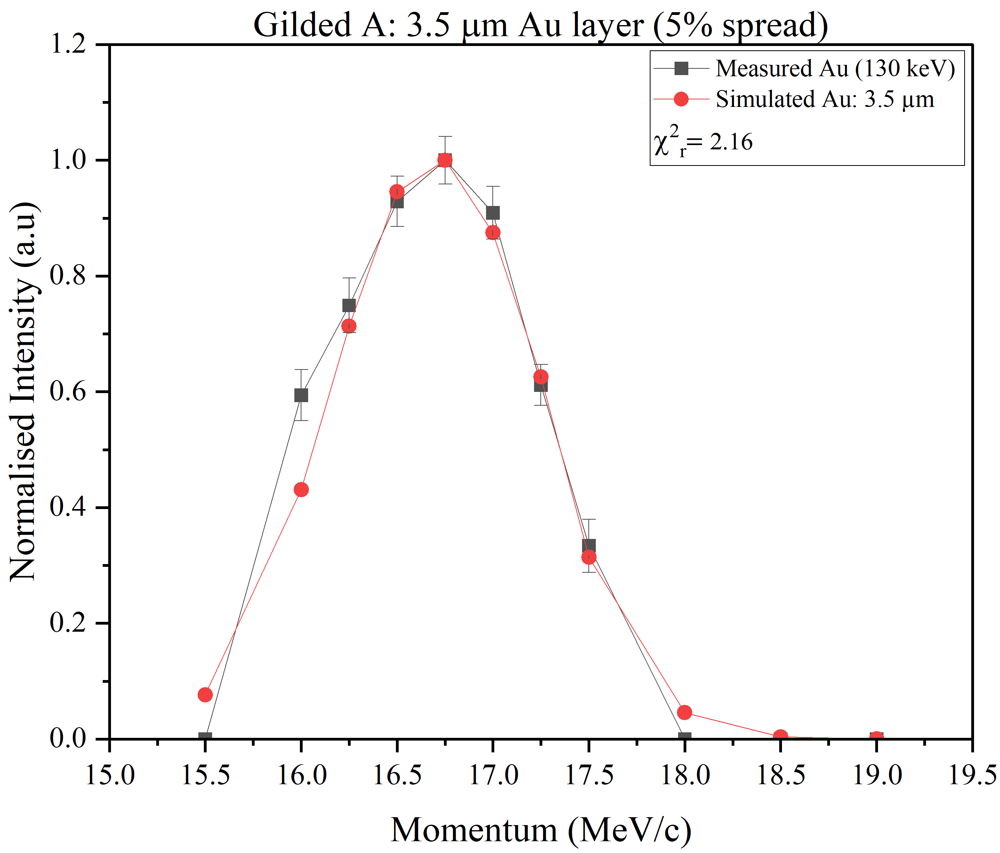 Gilded A: 3.5 μm Au layer (5% spread)
Measured Au (130 keV)
Simulated Au: 3.5 μm
χ²ᵣ= 2.16
Normalised Intensity (a.u)
1.2
1.0
0.8
0.6
0.4
0.2
0.0
15.0 15.5 16.0 16.5 17.0 17.5 18.0 18.5 19.0 19.5
Momentum (MeV/c)